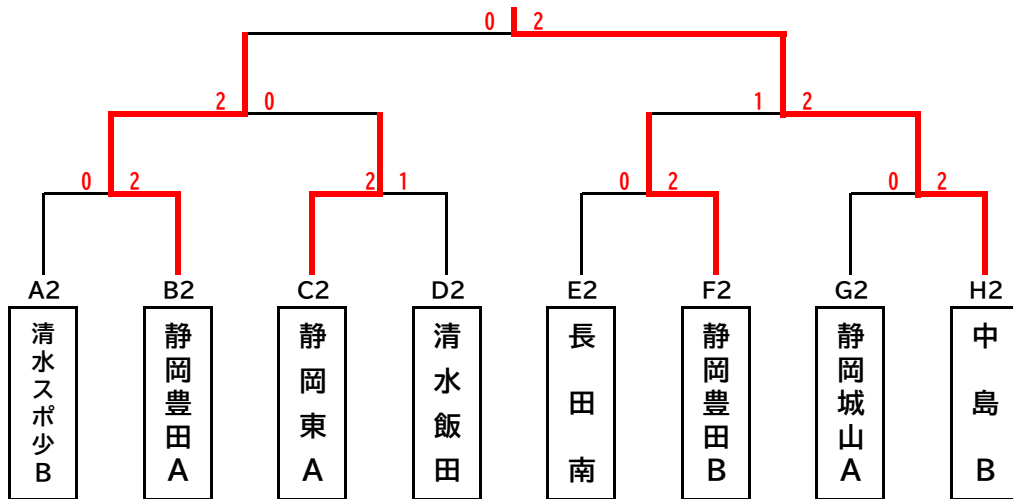 0 2
2 0
1 2
0 2
2 1
0 2
0 2
A2
B2
C2
D2
E2
F2
G2
H2
清水スポ少B
静岡豊田A
静岡東A
清水飯田
長田南
静岡豊田B
静岡城山A
中島B